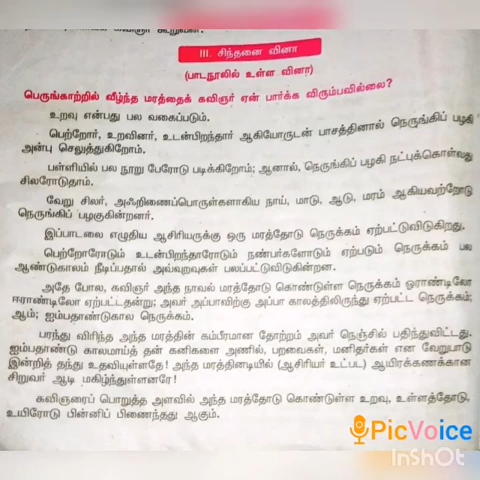 III. சிந்தனை வினா
(பாடநூலில் உள்ள வினா)
பெருங்காற்றில் வீழ்ந்த மரத்தைக் கவிஞர் ஏன் பார்க்க விரும்பவில்லை?
உறவு என்பது பல வகைப்படும்.
பெற்றோர், உறவினர், உடன்பிறந்தார் ஆகியோருடன் பாசத்தினால் நெருங்கிப் பழகி
அன்பு செலுத்துகிறோம்.
பள்ளியில் பல நூறு பேரோடு படிக்கிறோம்; ஆனால், நெருங்கிப் பழகி நட்புக்கொள்வது
சிலரோடுதாம்.
வேறு சிலர், அஃறிணைப்பொருள்களாகிய நாய், மாடு, ஆடு, மரம் ஆகியவற்றோடு
நெருங்கிப் பழகுகின்றனர்.
இப்பாடலை எழுதிய ஆசிரியருக்கு ஒரு மரத்தோடு நெருக்கம் ஏற்பட்டுவிடுகிறது.
பெற்றோரோடும் உடன்பிறந்தாரோடும் நண்பர்களோடும் ஏற்படும் நெருக்கம் பல
ஆண்டுகாலம் நீடிப்பதால் அவ்வுறவுகள் பலப்பட்டுவிடுகின்றன.
அதே போல, கவிஞர் அந்த நாவல் மரத்தோடு கொண்டுள்ள நெருக்கம் ஓராண்டிலோ
ஈராண்டிலோ ஏற்பட்டதன்று; அவர் அப்பாவிற்கு அப்பா காலத்திலிருந்து ஏற்பட்ட நெருக்கம்;
ஆம்; ஐம்பதாண்டுகால நெருக்கம்.
பரந்து விரிந்த அந்த மரத்தின் கம்பீரமான தோற்றம் அவர் நெஞ்சில் பதிந்துவிட்டது.
ஐம்பதாண்டு காலமாய்த் தன் கனிகளை அணில், பறவைகள், மனிதர்கள் என வேறுபாடு
இன்றித் தந்து உதவியுள்ளதே! அந்த மரத்தினடியில் (ஆசிரியர் உட்பட) ஆயிரக்கணக்கான
சிறுவர் ஆடி மகிழ்ந்துள்ளனரே!
கவிஞரைப் பொறுத்த அளவில் அந்த மரத்தோடு கொண்டுள்ள உறவு, உள்ளத்தோடு,
உயிரோடு பின்னிப் பிணைந்தது ஆகும்.
PicVoice
InShOt